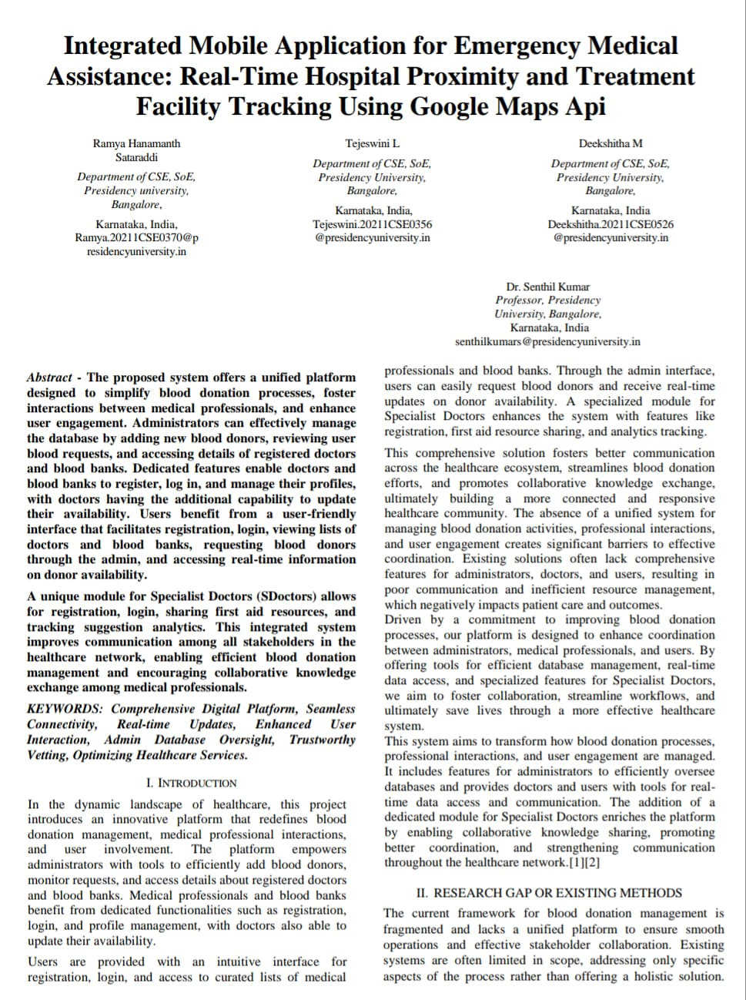 Integrated Mobile Application for Emergency Medical
Assistance: Real-Time Hospital Proximity and Treatment
Facility Tracking Using Google Maps Api
Ramya Hanamanth
Sataraddi
Department of CSE, SoE,
Presidency university,
Bangalore,
Karnataka, India,
Ramya.20211CSE0370@p
residencyuniversity.in
Tejeswini L
Department of CSE, SoE,
Presidency University,
Bangalore,
Karnataka, India,
Tejeswini.20211CSE0356
@presidencyuniversity.in
Deekshitha M
Department of CSE, SoE,
Presidency University,
Bangalore,
Karnataka, India
Deekshitha.20211CSE0526
@presidencyuniversity.in
Dr. Senthil Kumar
Professor, Presidency
University, Bangalore,
Karnataka, India
senthilkumars@presidencyuniversity.in
Abstract - The proposed system offers a unified platform
designed to simplify blood donation processes, foster
interactions between medical professionals, and enhance
user engagement. Administrators can effectively manage
the database by adding new blood donors, reviewing user
blood requests, and accessing details of registered doctors
and blood banks. Dedicated features enable doctors and
blood banks to register, log in, and manage their profiles,
with doctors having the additional capability to update
their availability. Users benefit from a user-friendly
interface that facilitates registration, login, viewing lists of
doctors and blood banks, requesting blood donors
through the admin, and accessing real-time information
on donor availability.
A unique module for Specialist Doctors (SDoctors) allows
for registration, login, sharing first aid resources, and
tracking suggestion analytics. This integrated system
improves communication among all stakeholders in the
healthcare network, enabling efficient blood donation
management and encouraging collaborative knowledge
exchange among medical professionals.
KEYWORDS: Comprehensive Digital Platform, Seamless
Connectivity, Real-time Updates, Enhanced User
Interaction, Admin Database Oversight, Trustworthy
Vetting, Optimizing Healthcare Services.
I. INTRODUCTION
In the dynamic landscape of healthcare, this project
introduces an innovative platform that redefines blood
donation management, medical professional interactions,
and user involvement. The platform empowers
administrators with tools to efficiently add blood donors,
monitor requests, and access details about registered doctors
and blood banks. Medical professionals and blood banks
benefit from dedicated functionalities such as registration,
login, and profile management, with doctors also able to
update their availability.
Users are provided with an intuitive interface for
registration, login, and access to curated lists of medical
professionals and blood banks. Through the admin interface,
users can easily request blood donors and receive real-time
updates on donor availability. A specialized module for
Specialist Doctors enhances the system with features like
registration, first aid resource sharing, and analytics tracking.
This comprehensive solution fosters better communication
across the healthcare ecosystem, streamlines blood donation
efforts, and promotes collaborative knowledge exchange,
ultimately building a more connected and responsive
healthcare community. The absence of a unified system for
managing blood donation activities, professional interactions,
and user engagement creates significant barriers to effective
coordination. Existing solutions often lack comprehensive
features for administrators, doctors, and users, resulting in
poor communication and inefficient resource management,
which negatively impacts patient care and outcomes.
Driven by a commitment to improving blood donation
processes, our platform is designed to enhance coordination
between administrators, medical professionals, and users. By
offering tools for efficient database management, real-time
data access, and specialized features for Specialist Doctors,
we aim to foster collaboration, streamline workflows, and
ultimately save lives through a more effective healthcare
system.
This system aims to transform how blood donation processes,
professional interactions, and user engagement are managed.
It includes features for administrators to efficiently oversee
databases and provides doctors and users with tools for real-
time data access and communication. The addition of a
dedicated module for Specialist Doctors enriches the platform
by enabling collaborative knowledge sharing, promoting
better coordination, and strengthening communication
throughout the healthcare network.[1][2]
II. RESEARCH GAP OR EXISTING METHODS
The current framework for blood donation management is
fragmented and lacks a unified platform to ensure smooth
operations and effective stakeholder collaboration. Existing
systems are often limited in scope, addressing only specific
aspects of the process rather than offering a holistic solution.